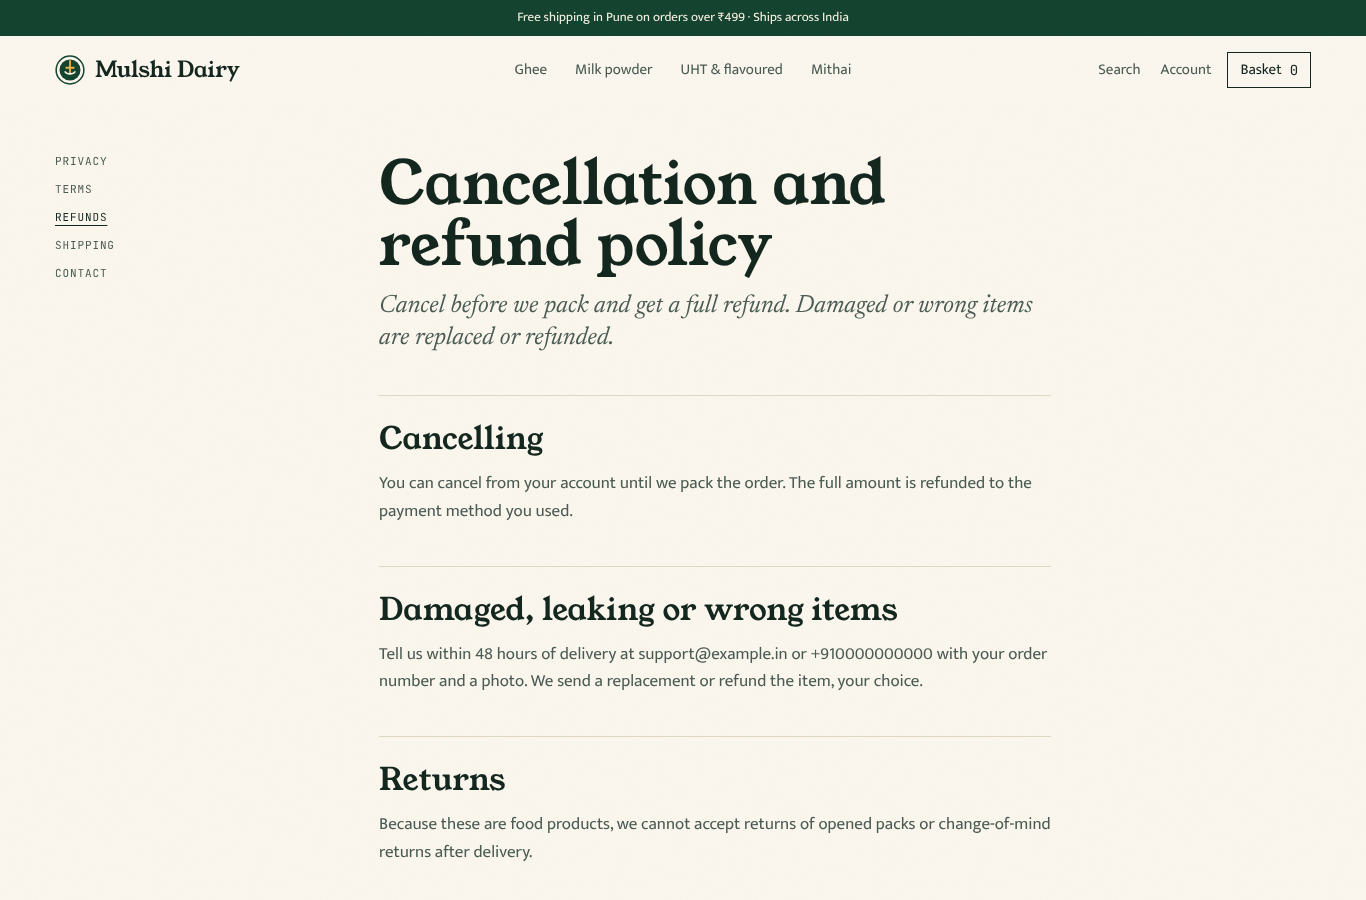 Free shipping in Pune on orders over ₹499 · Ships across India
Mulshi Dairy
Ghee
Milk powder
UHT & flavoured
Mithai
Search
Account
Basket 0
PRIVACY
TERMS
REFUNDS
SHIPPING
CONTACT
Cancellation and
refund policy
Cancel before we pack and get a full refund. Damaged or wrong items
are replaced or refunded.
Cancelling
You can cancel from your account until we pack the order. The full amount is refunded to the
payment method you used.
Damaged, leaking or wrong items
Tell us within 48 hours of delivery at support@example.in or +910000000000 with your order
number and a photo. We send a replacement or refund the item, your choice.
Returns
Because these are food products, we cannot accept returns of opened packs or change-of-mind
returns after delivery.